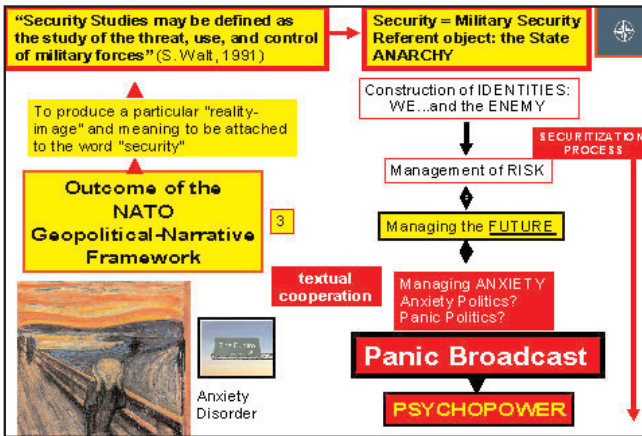 “Security Studies may be defined as
the study of the threat, use, and control
of military forces” (S. Walt, 1991)
Security = Military Security
Referent object: the State
ANARCHY
To produce a particular "reality-
image" and meaning to be attached
to the word "security"
Outcome of the
NATO
Geopolitical-Narrative
Framework
3
Construction of IDENTITIES:
WE...and the ENEMY
SECURITIZATION
PROCESS
Management of RISK
Managing the FUTURE
textual
cooperation
Managing ANXIETY
Anxiety Politics?
Panic Politics?
The Future
Anxiety
Disorder
Panic Broadcast
PSYCHOPOWER